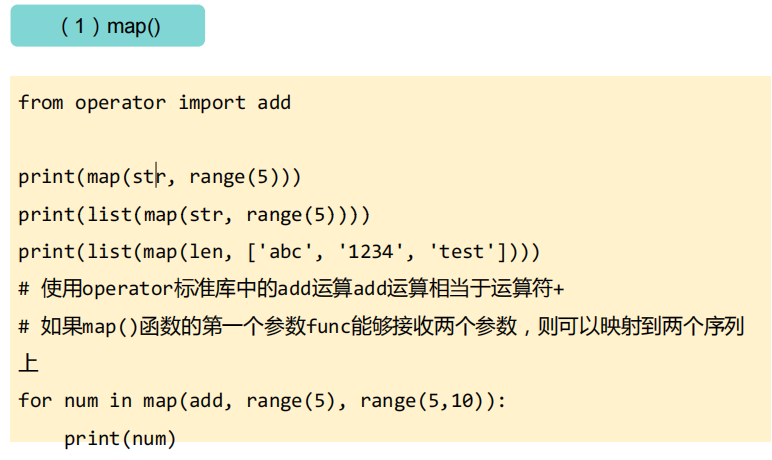 （1）map()
from operator import add
print(map(str, range(5)))
print(list(map(str, range(5))))
print(list(map(len, ['abc', '1234', 'test'])))
# 使用operator标准库中的add运算add运算相当于运算符+
# 如果map()函数的第一个参数func能够接收两个参数，则可以映射到两个序列
上
for num in map(add, range(5), range(5,10)):
    print(num)